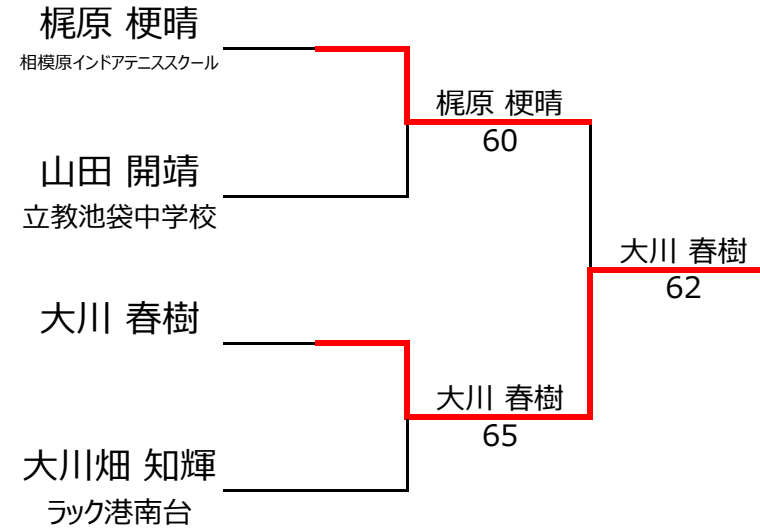 梶原 梗晴
相模原インドアテニススクール
山田 開靖
立教池袋中学校
大川 春樹
大川畑 知輝
ラック港南台
梶原 梗晴
60
大川 春樹
65
大川 春樹
62